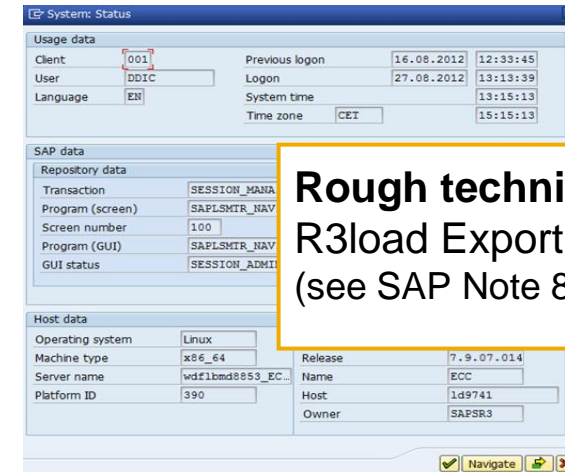 System: Status
Usage data
Client 001 Previous logon 16.08.2012 12:33:45
User DDIC Logon 27.08.2012 13:13:39
Language EN System time 13:15:13
Time zone CET 15:15:13
SAP data
Repository data
Transaction SESSION_MANA
Program (screen) SAPLSMTR_NAV
Screen number 100
Program (GUI) SAPLSMTR_NAV
GUI status SESSION_ADMI
Rough techni
R3load Export
(see SAP Note 8
Host data
Operating system Linux
Machine type x86_64 Release 7.9.07.014
Server name wdflbmd8853_EC... Name ECC
Platform ID 390 Host ld9741
Owner SAPSR3
Navigate